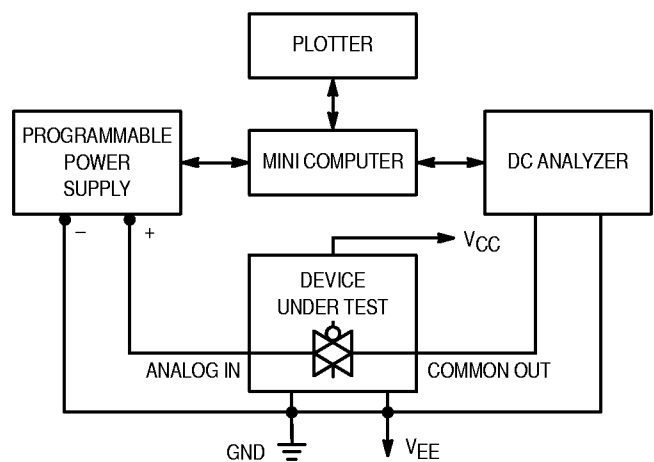 PLOTTER
PROGRAMMABLE
POWER
SUPPLY
MINI COMPUTER
DC ANALYZER
– +
VCC
DEVICE
UNDER TEST
ANALOG IN
COMMON OUT
GND
VEE